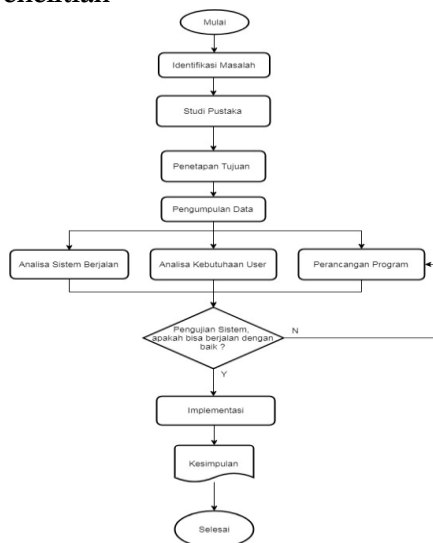 Mulai
Identifikasi Masalah
Studi Pustaka
Penetapan Tujuan
Pengumpulan Data
Analisa Sistem Berjalan
Analisa Kebutuhaan User
Perancangan Program
Pengujian Sistem,
apakah bisa berjalan dengan
baik ?
N
Y
Implementasi
Kesimpulan
Selesai